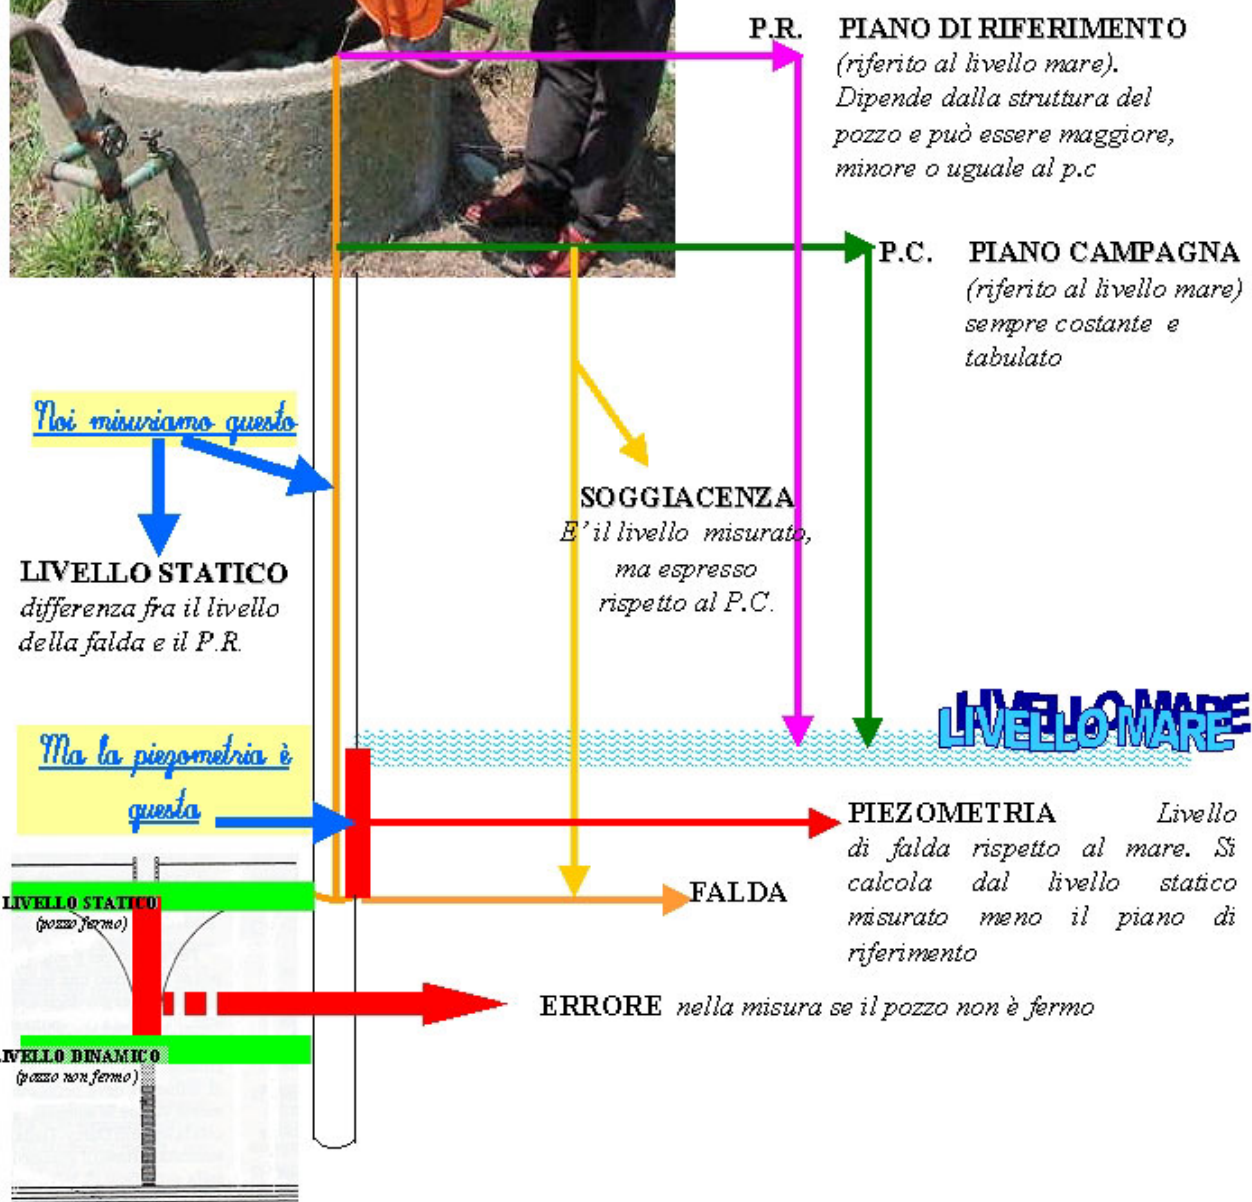 P.R. PIANO DI RIFERIMENTO
(riferito al livello mare).
Dipende dalla struttura del
pozzo e può essere maggiore,
minore o uguale al p.c
P.C. PIANO CAMPAGNA
(riferito al livello mare)
sempre costante e
tabulato
Noi misuriamo questo
LIVELLO STATICO
differenza fra il livello
della falda e il P.R.
SOGGIACENZA
E' il livello misurato,
ma espresso
rispetto al P.C.
LIVELLO MARE
Ma la piezometria è
questa
PIEZOMETRIA Livello
di falda rispetto al mare. Si
calcola dal livello statico
misurato meno il piano di
riferimento
FALDA
LIVELLO STATICO
(pozzo fermo)
ERRORE nella misura se il pozzo non è fermo
LIVELLO DINAMICO
(pozzo non fermo)